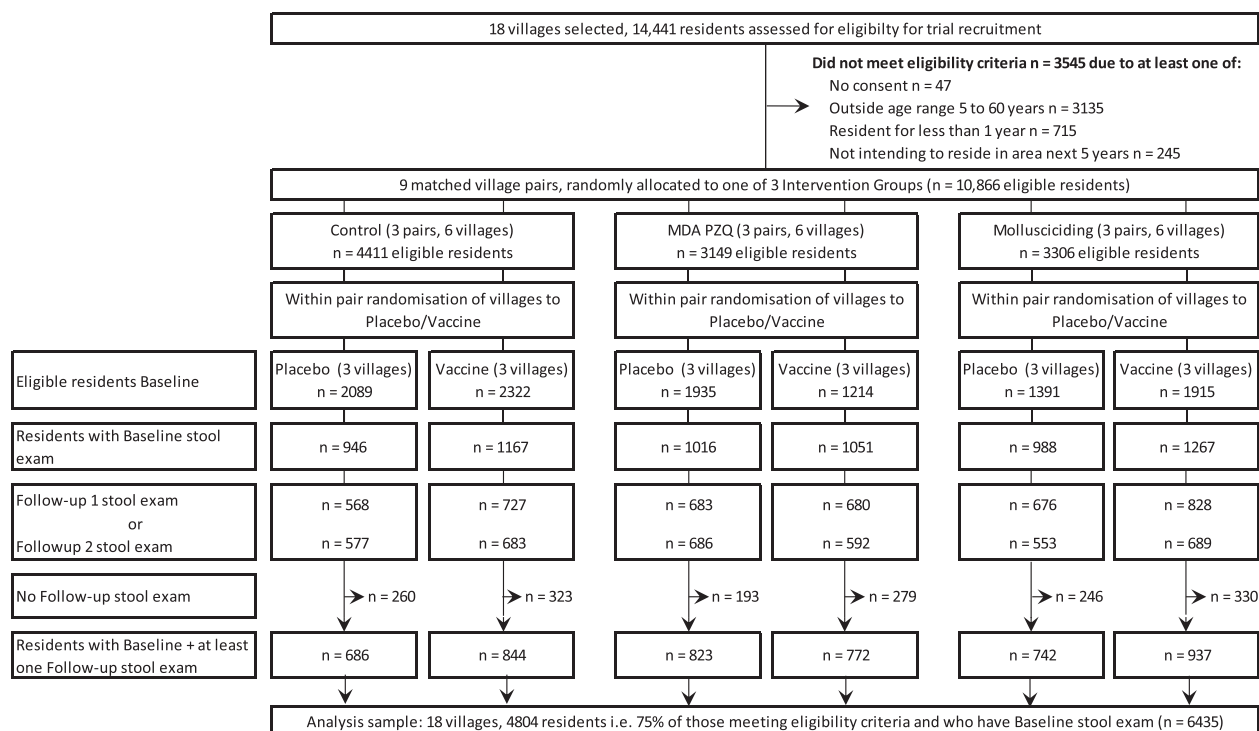 18 villages selected, 14,441 residents assessed for eligibilty for trial recruitment
Did not meet eligibility criteria n = 3545 due to at least one of:
No consent n = 47
Outside age range 5 to 60 years n = 3135
Resident for less than 1 year n = 715
Not intending to reside in area next 5 years n = 245
9 matched village pairs, randomly allocated to one of 3 Intervention Groups (n = 10,866 eligible residents)
Control (3 pairs, 6 villages)
n = 4411 eligible residents
MDA PZQ (3 pairs, 6 villages)
n = 3149 eligible residents
Mollusciciding (3 pairs, 6 villages)
n = 3306 eligible residents
Within pair randomisation of villages to
Placebo/Vaccine
Within pair randomisation of villages to
Placebo/Vaccine
Within pair randomisation of villages to
Placebo/Vaccine
Eligible residents Baseline
Placebo (3 villages)
n = 2089
Vaccine (3 villages)
n = 2322
Placebo (3 villages)
n = 1935
Vaccine (3 villages)
n = 1214
Placebo (3 villages)
n = 1391
Vaccine (3 villages)
n = 1915
Residents with Baseline stool
exam
n = 946
n = 1167
n = 1016
n = 1051
n = 988
n = 1267
Follow-up 1 stool exam
or
Followup 2 stool exam
n = 568
n = 577
n = 727
n = 683
n = 683
n = 686
n = 680
n = 592
n = 676
n = 553
n = 828
n = 689
No Follow-up stool exam
n = 260
n = 323
n = 193
n = 279
n = 246
n = 330
Residents with Baseline + at least
one Follow-up stool exam
n = 686
n = 844
n = 823
n = 772
n = 742
n = 937
Analysis sample: 18 villages, 4804 residents i.e. 75% of those meeting eligibility criteria and who have Baseline stool exam (n = 6435)